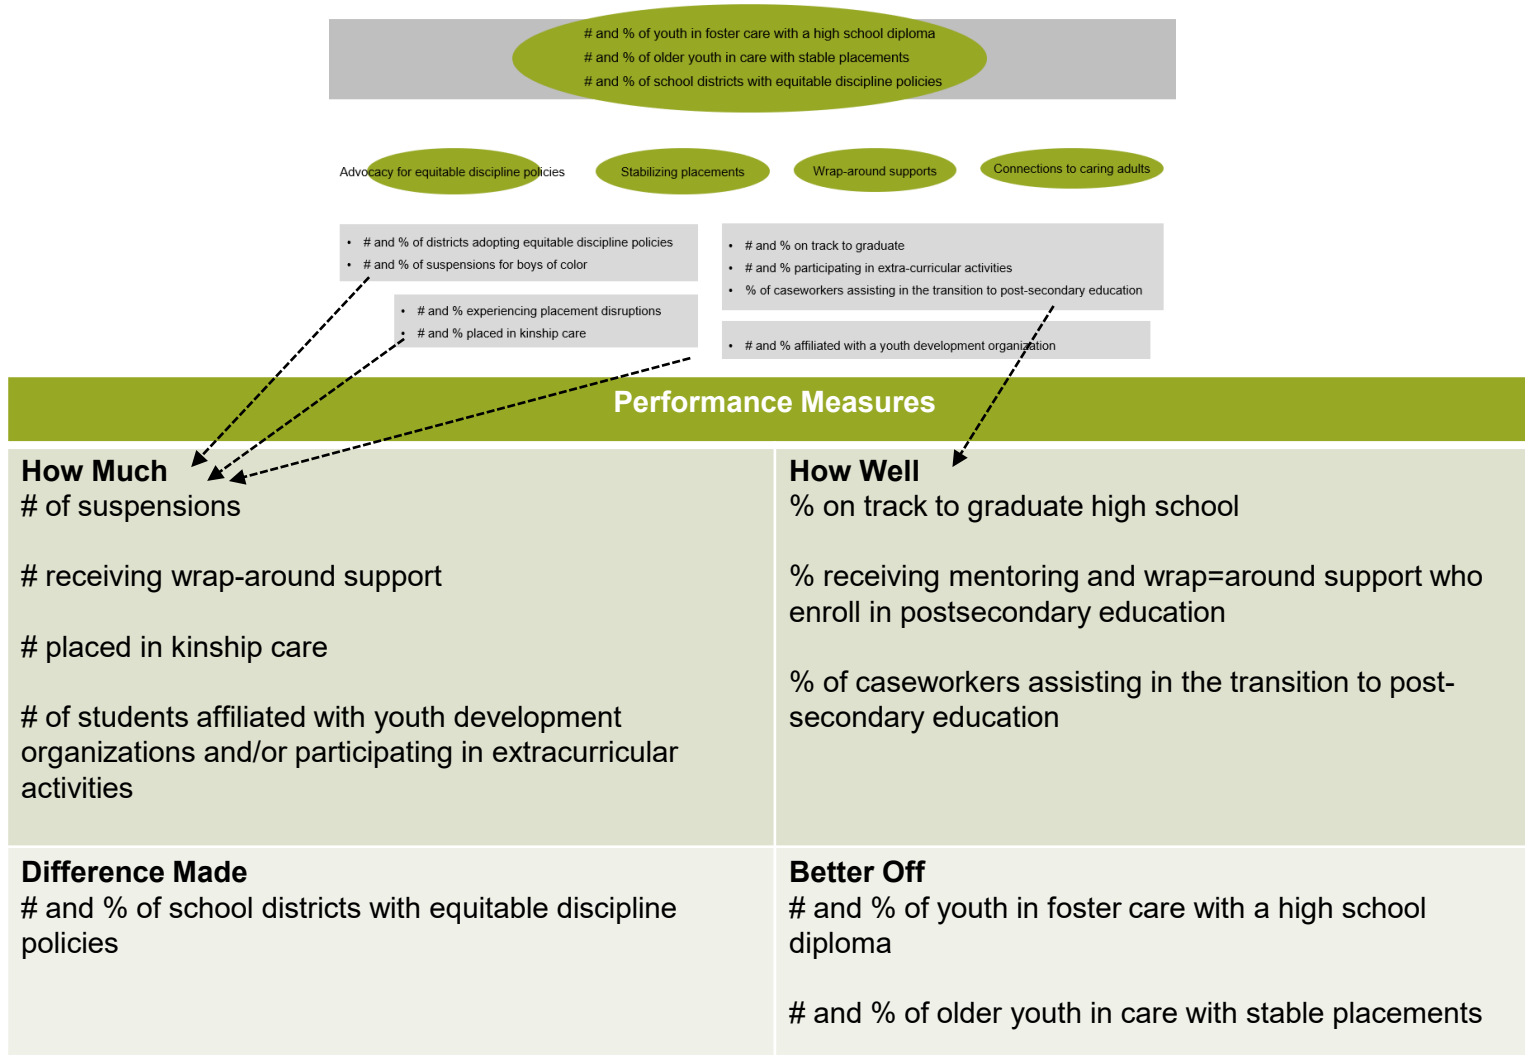 # and % of youth in foster care with a high school diploma
# and % of older youth in care with stable placements
# and % of school districts with equitable discipline policies
Advocacy for equitable discipline policies
Stabilizing placements
Wrap-around supports
Connections to caring adults
• # and % of districts adopting equitable discipline policies
• # and % of suspensions for boys of color
• # and % experiencing placement disruptions
• # and % placed in kinship care
• # and % on track to graduate
• # and % participating in extra-curricular activities
• % of caseworkers assisting in the transition to post-secondary education
• # and % affiliated with a youth development organization
Performance Measures
How Much
# of suspensions
# receiving wrap-around support
# placed in kinship care
# of students affiliated with youth development
organizations and/or participating in extracurricular
activities
How Well
% on track to graduate high school
% receiving mentoring and wrap=around support who
enroll in postsecondary education
% of caseworkers assisting in the transition to post-
secondary education
Difference Made
# and % of school districts with equitable discipline
policies
Better Off
# and % of youth in foster care with a high school
diploma
# and % of older youth in care with stable placements